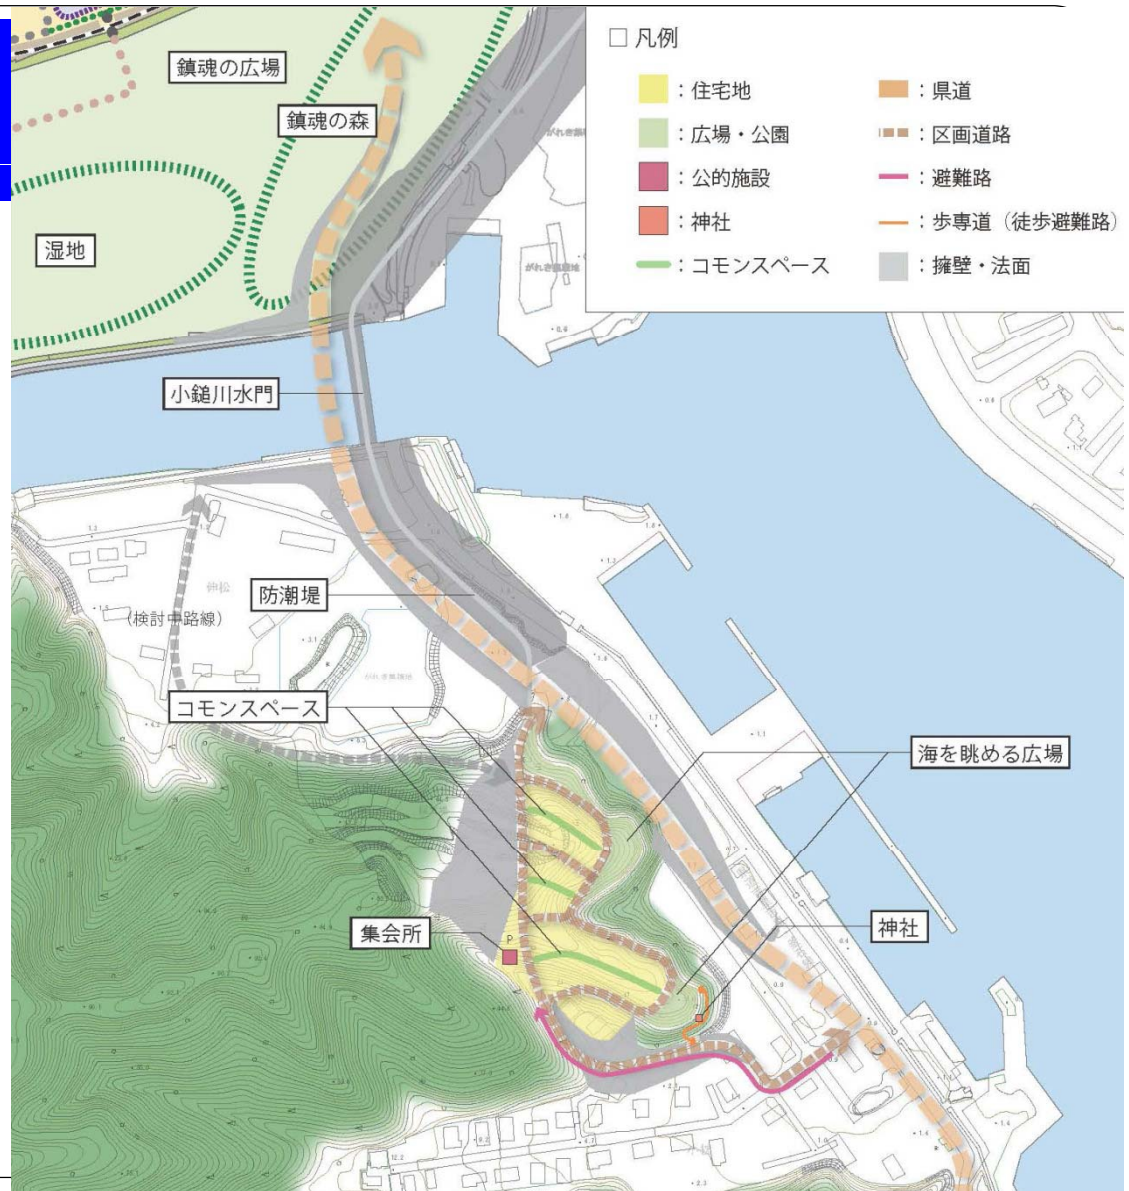 鎮魂の広場
鎮魂の森
湿地
□ 凡例
：住宅地
：県道
：広場・公園
：区画道路
：公的施設
：避難路
：神社
：歩専道（徒歩避難路）
：コモンスペース
：擁壁・法面
小鎚川水門
防潮堤
（検討中路線）
コモンスペース
海を眺める広場
集会所
P
神社